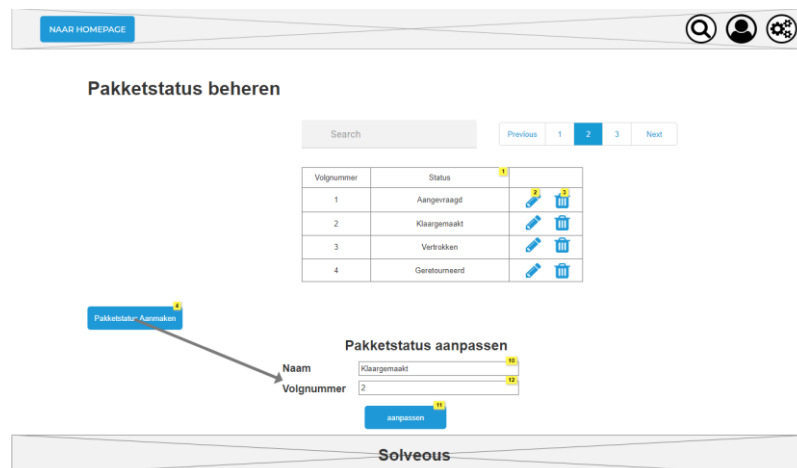 NAAR HOMEPAGE
Pakketstatus beheren
Search
Previous 1 2 3 Next
Volgnummer Status 1
1 Aangevraagd 2 3
2 Klaargemaakt
3 Vertrokken
4 Geretourneerd
4
Pakketstatus Aanmaken
Pakketstatus aanpassen
Naam Klaargemaakt 10
Volgnummer 2 12
aanpassen 11
Solveous